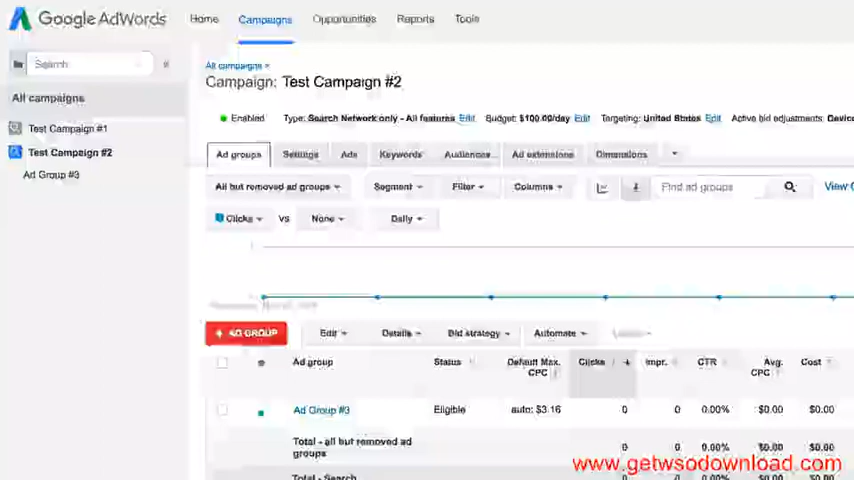 Google AdWords Home Campaigns Opportunities Reports Tools
Search
All campaigns >
Campaign: Test Campaign #2
All campaigns
Enabled Type: Search Network only - All features Edit Budget: $100.00/day Edit Targeting: United States Edit Active bid adjustments: Device
Test Campaign #1
Test Campaign #2
Ad Group #3
Ad groups Settings Ads Keywords Audiences Ad extensions Dimensions
All but removed ad groups Segment Filter Columns Find ad groups View C
Clicks VS None Daily
+ AD GROUP Edit Details Bid strategy Automate
Ad group Status Default Max. CPC Clicks Impr. CTR Avg. CPC Cost
Ad Group #3 Eligible auto: $3.16 0 0 0.00% $0.00 $0.00
Total - all but removed ad groups 0 0 0.00% $0.00 $0.00
www.getwsodownload.com
Total - Search